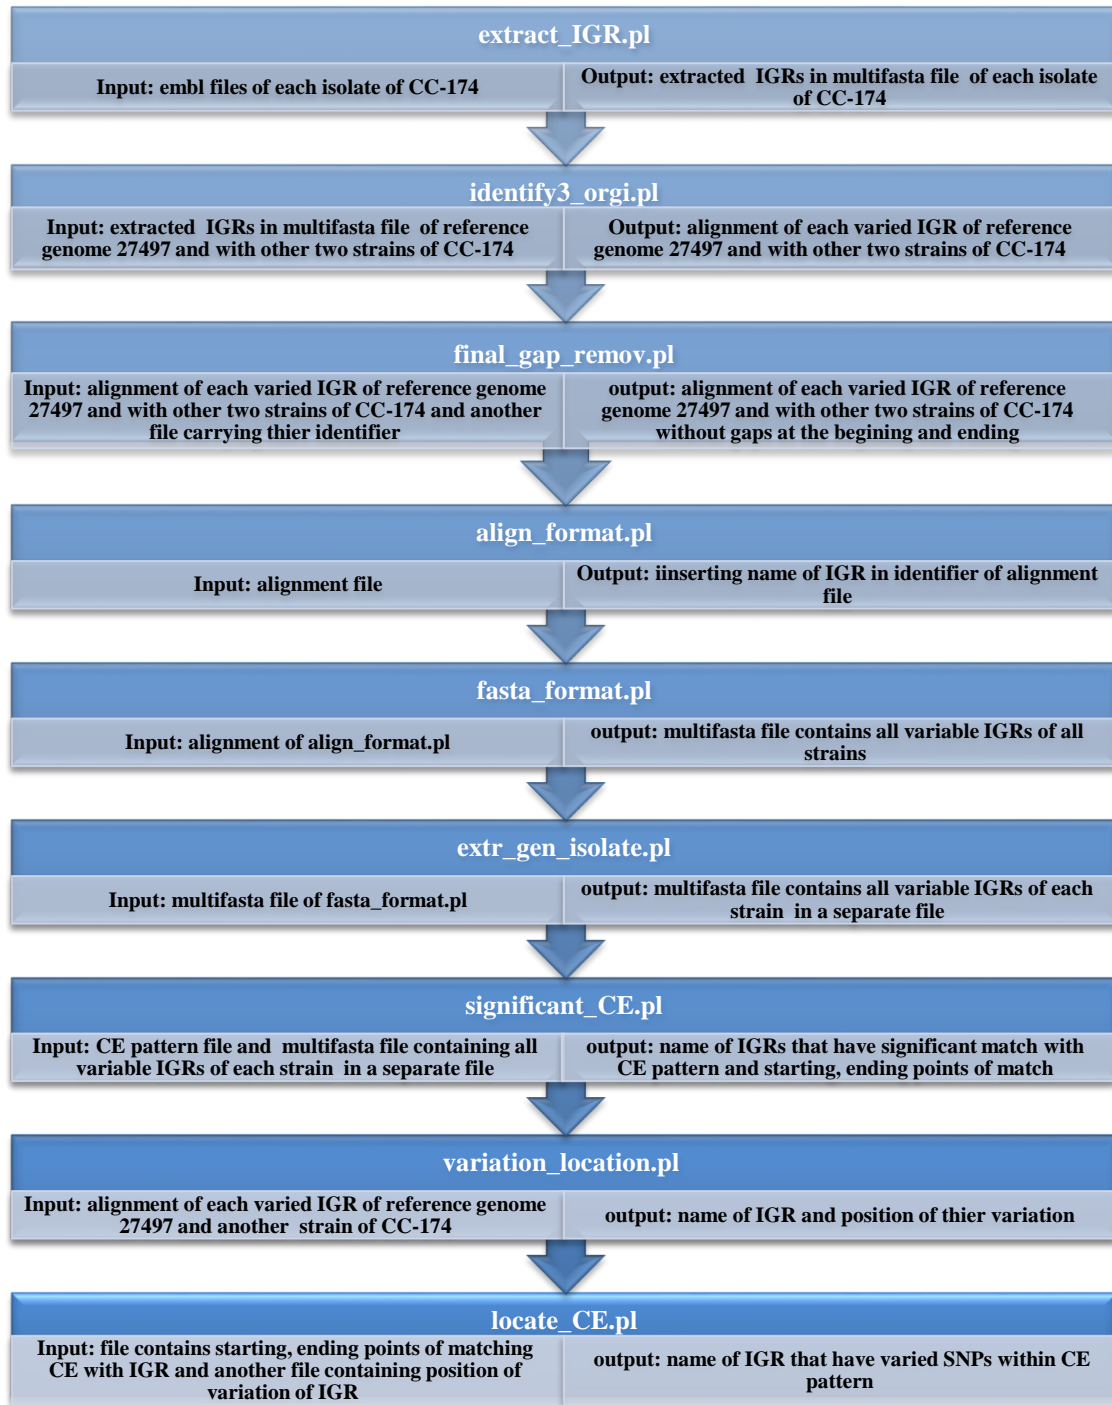 extract_IGR.pl
Input: embl files of each isolate of CC-174
Output: extracted IGRs in multifasta file of each isolate
of CC-174
identify3_orgi.pl
Input: extracted IGRs in multifasta file of reference
genome 27497 and with other two strains of CC-174
Output: alignment of each varied IGR of reference
genome 27497 and with other two strains of CC-174
final_gap_remov.pl
Input: alignment of each varied IGR of reference genome
27497 and with other two strains of CC-174 and another
file carrying thier identifier
output: alignment of each varied IGR of reference
genome 27497 and with other two strains of CC-174
without gaps at the begining and ending
align_format.pl
Input: alignment file
Output: iinserting name of IGR in identifier of alignment
file
fasta_format.pl
Input: alignment of align_format.pl
output: multifasta file contains all variable IGRs of all
strains
extr_gen_isolate.pl
Input: multifasta file of fasta_format.pl
output: multifasta file contains all variable IGRs of each
strain in a separate file
significant_CE.pl
Input: CE pattern file and multifasta file containing all
variable IGRs of each strain in a separate file
output: name of IGRs that have significant match with
CE pattern and starting, ending points of match
variation_location.pl
Input: alignment of each varied IGR of reference genome
27497 and another strain of CC-174
output: name of IGR and position of thier variation
locate_CE.pl
Input: file contains starting, ending points of matching
CE with IGR and another file containing position of
variation of IGR
output: name of IGR that have varied SNPs within CE
pattern